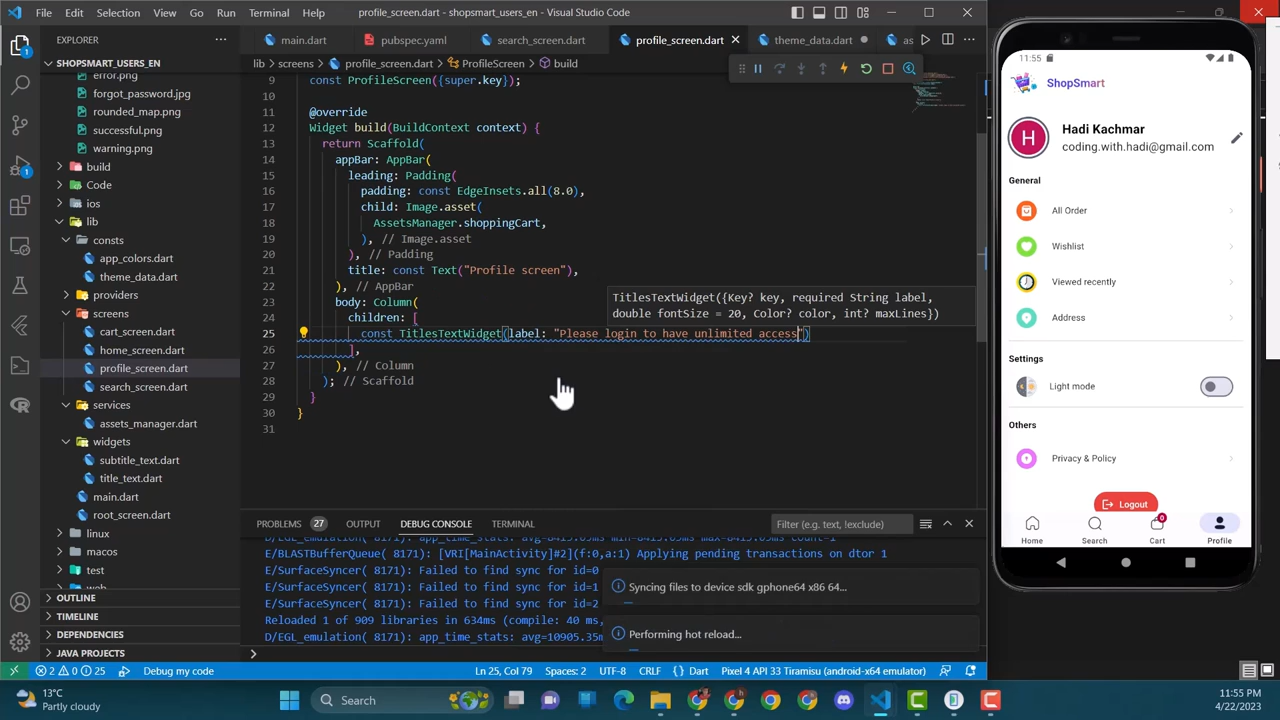 File Edit Selection View Go Run Terminal Help
profile_screen.dart - shopsmart_users_en - Visual Studio Code
EXPLORER
SHOPSMART_USERS_EN
error.png
forgot_password.jpg
rounded_map.png
successful.png
warning.png
build
Code
ios
lib
consts
app_colors.dart
theme_data.dart
providers
screens
cart_screen.dart
home_screen.dart
profile_screen.dart
search_screen.dart
services
assets_manager.dart
widgets
subtitle_text.dart
title_text.dart
main.dart
root_screen.dart
linux
macos
test
web
OUTLINE
TIMELINE
DEPENDENCIES
JAVA PROJECTS
main.dart
pubspec.yaml
search_screen.dart
profile_screen.dart
theme_data.dart
as
lib > screens > profile_screen.dart > ProfileScreen > build
9 const ProfileScreen({super.key});
10
11 @override
12 Widget build(BuildContext context) {
13 return Scaffold(
14 appBar: AppBar(
15 leading: Padding(
16 padding: const EdgeInsets.all(8.0),
17 child: Image.asset(
18 AssetsManager.shoppingCart,
19 ), // Image.asset
20 ), // Padding
21 title: const Text("Profile screen"),
22 ), // AppBar
23 body: Column(
24 children: [
25 const TitlesTextWidget(label: "Please login to have unlimited access")
26 ],
27 ), // Column
28 ); // Scaffold
29 }
30 }
31
TitlesTextWidget({Key? key, required String label,
double fontSize = 20, Color? color, int? maxLines})
PROBLEMS 27 OUTPUT DEBUG CONSOLE TERMINAL
Filter (e.g. text, !exclude)
E/BLASTBufferQueue( 8171): [VRI[MainActivity]#2](f:0,a:1) Applying pending transactions on dtor 1
E/SurfaceSyncer( 8171): Failed to find sync for id=0
E/SurfaceSyncer( 8171): Failed to find sync for id=1
E/SurfaceSyncer( 8171): Failed to find sync for id=2
Reloaded 1 of 909 libraries in 634ms (compile: 40 ms,
D/EGL_emulation( 8171): app_time_stats: avg=10905.35m
Syncing files to device sdk gphone64 x86 64...
Performing hot reload...
2 0 25 Debug my code
Ln 25, Col 79 Spaces: 2 UTF-8 CRLF {} Dart Pixel 4 API 33 Tiramisu (android-x64 emulator)
11:55
ShopSmart
H
Hadi Kachmar
coding.with.hadi@gmail.com
General
All Order
Wishlist
Viewed recently
Address
Settings
Light mode
Others
Privacy & Policy
Logout
0
Home Search Cart Profile
13°C
Partly cloudy
Search
11:55 PM
4/22/2023